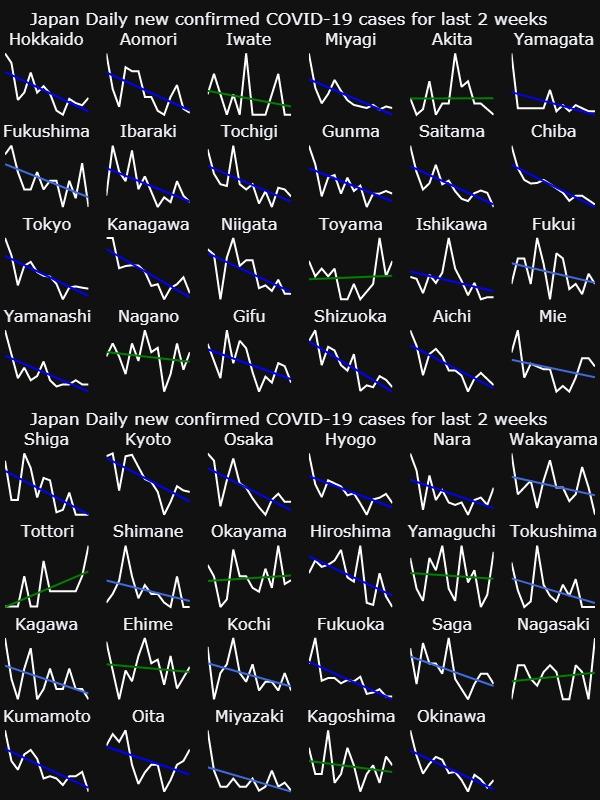 Japan Daily new confirmed COVID-19 cases for last 2 weeks
Hokkaido Aomori Iwate Miyagi Akita Yamagata
Fukushima Ibaraki Tochigi Gunma Saitama Chiba
Tokyo Kanagawa Niigata Toyama Ishikawa Fukui
Yamanashi Nagano Gifu Shizuoka Aichi Mie
Japan Daily new confirmed COVID-19 cases for last 2 weeks
Shiga Kyoto Osaka Hyogo Nara Wakayama
Tottori Shimane Okayama Hiroshima Yamaguchi Tokushima
Kagawa Ehime Kochi Fukuoka Saga Nagasaki
Kumamoto Oita Miyazaki Kagoshima Okinawa